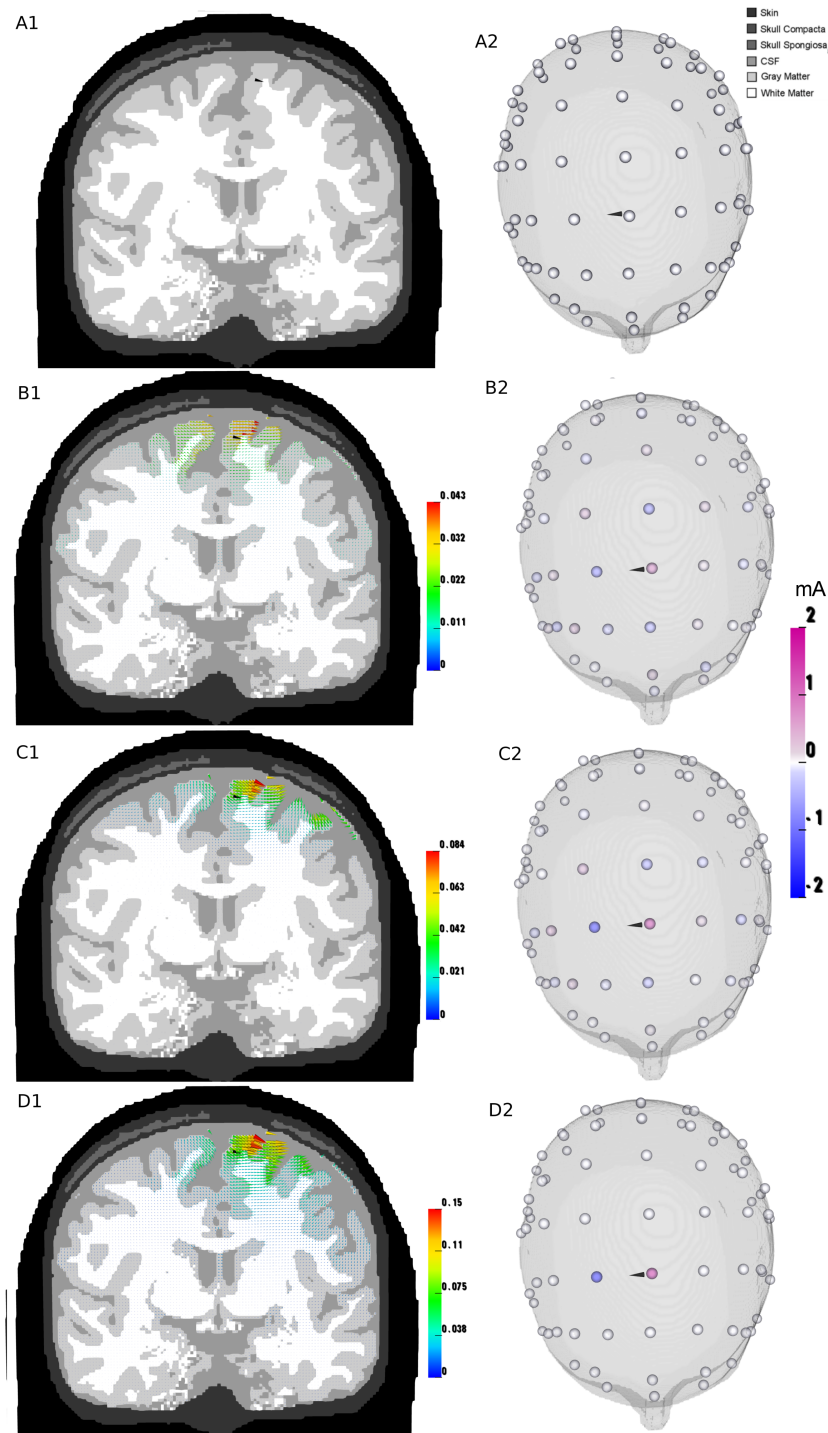 A1
A2
Skin
Skull Compacta
Skull Spongiosa
CSF
Gray Matter
White Matter
B1
B2
0.043
0.032
0.022
0.011
0
mA
2
1
0
-1
-2
C1
C2
0.084
0.063
0.042
0.021
0
D1
D2
0.15
0.11
0.075
0.038
0